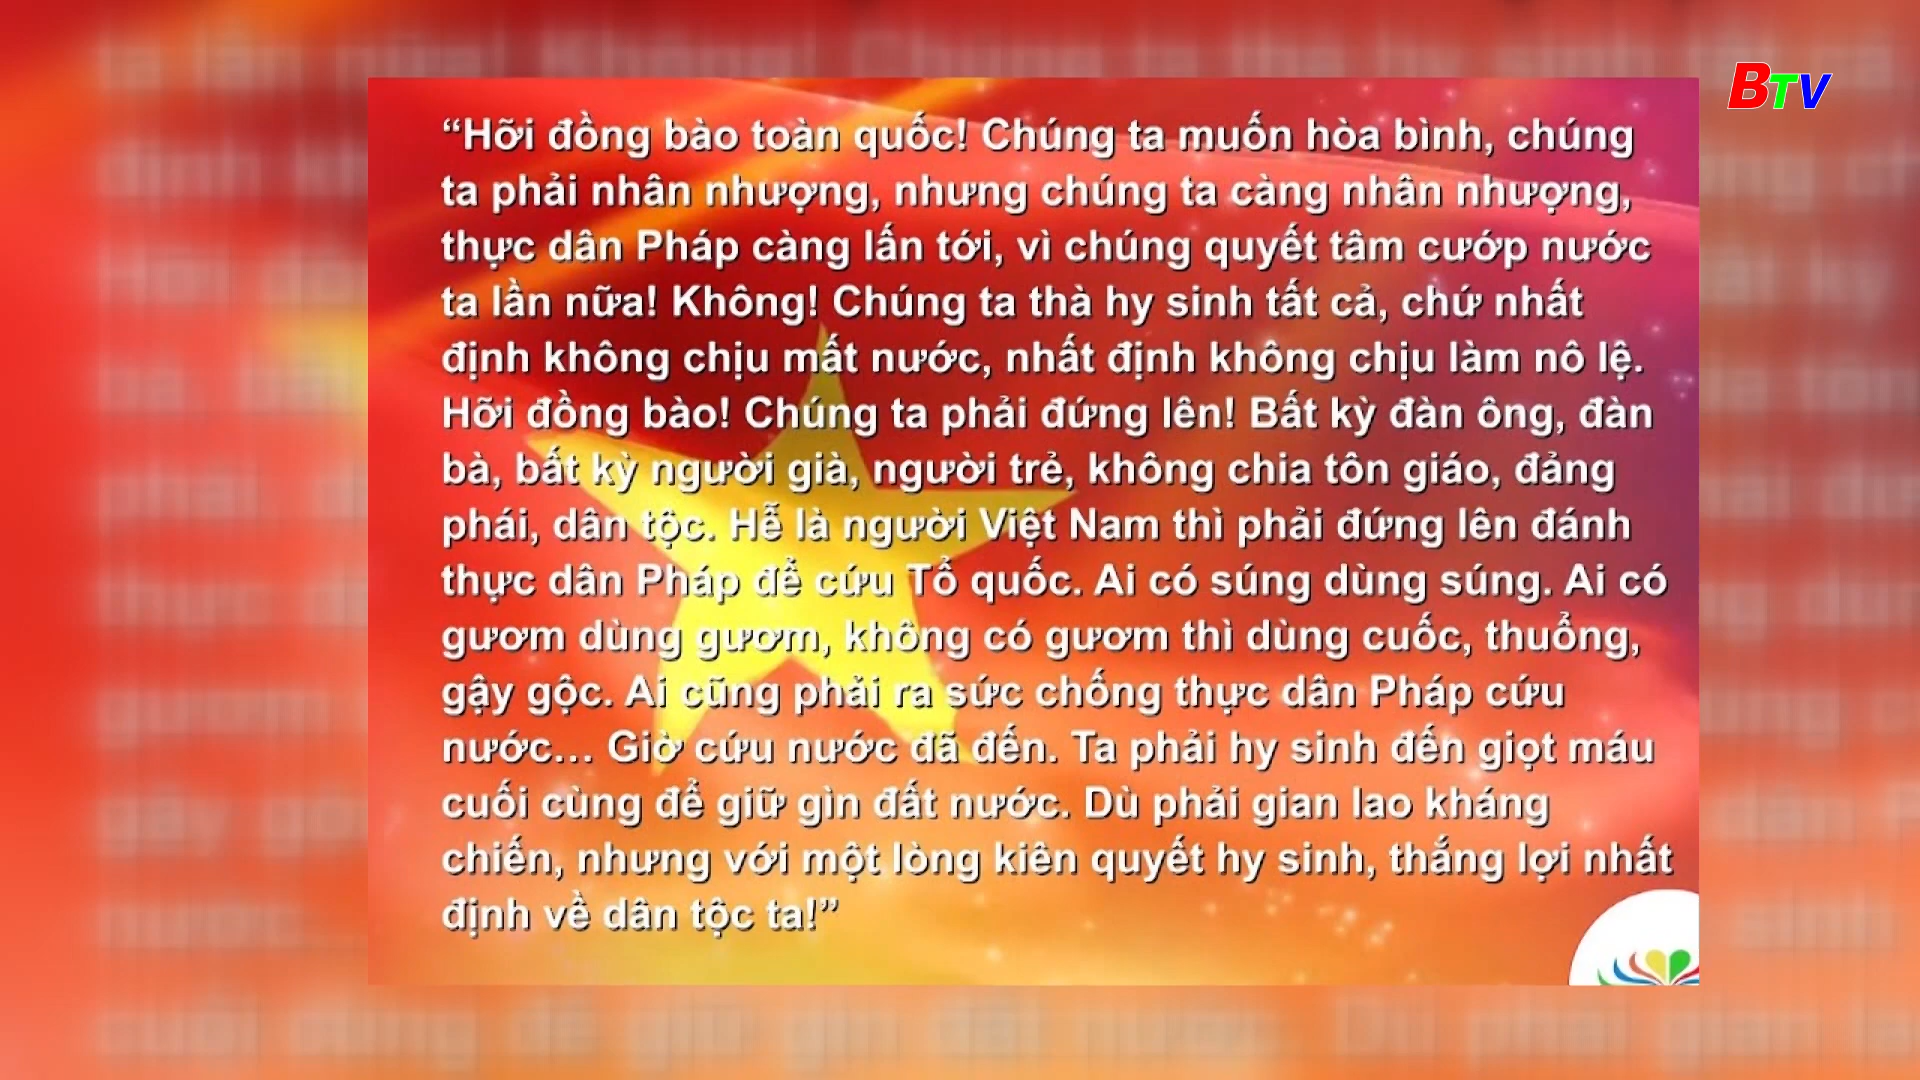 BTV
“Hỡi đồng bào toàn quốc! Chúng ta muốn hòa bình, chúng
ta phải nhân nhượng, nhưng chúng ta càng nhân nhượng,
thực dân Pháp càng lấn tới, vì chúng quyết tâm cướp nước
ta lần nữa! Không! Chúng ta thà hy sinh tất cả, chứ nhất
định không chịu mất nước, nhất định không chịu làm nô lệ.
Hỡi đồng bào! Chúng ta phải đứng lên! Bất kỳ đàn ông, đàn
bà, bất kỳ người già, người trẻ, không chia tôn giáo, đảng
phái, dân tộc. Hễ là người Việt Nam thì phải đứng lên đánh
thực dân Pháp để cứu Tổ quốc. Ai có súng dùng súng. Ai có
gươm dùng gươm, không có gươm thì dùng cuốc, thuổng,
gậy gộc. Ai cũng phải ra sức chống thực dân Pháp cứu
nước… Giờ cứu nước đã đến. Ta phải hy sinh đến giọt máu
cuối cùng để giữ gìn đất nước. Dù phải gian lao kháng
chiến, nhưng với một lòng kiên quyết hy sinh, thắng lợi nhất
định về dân tộc ta!”